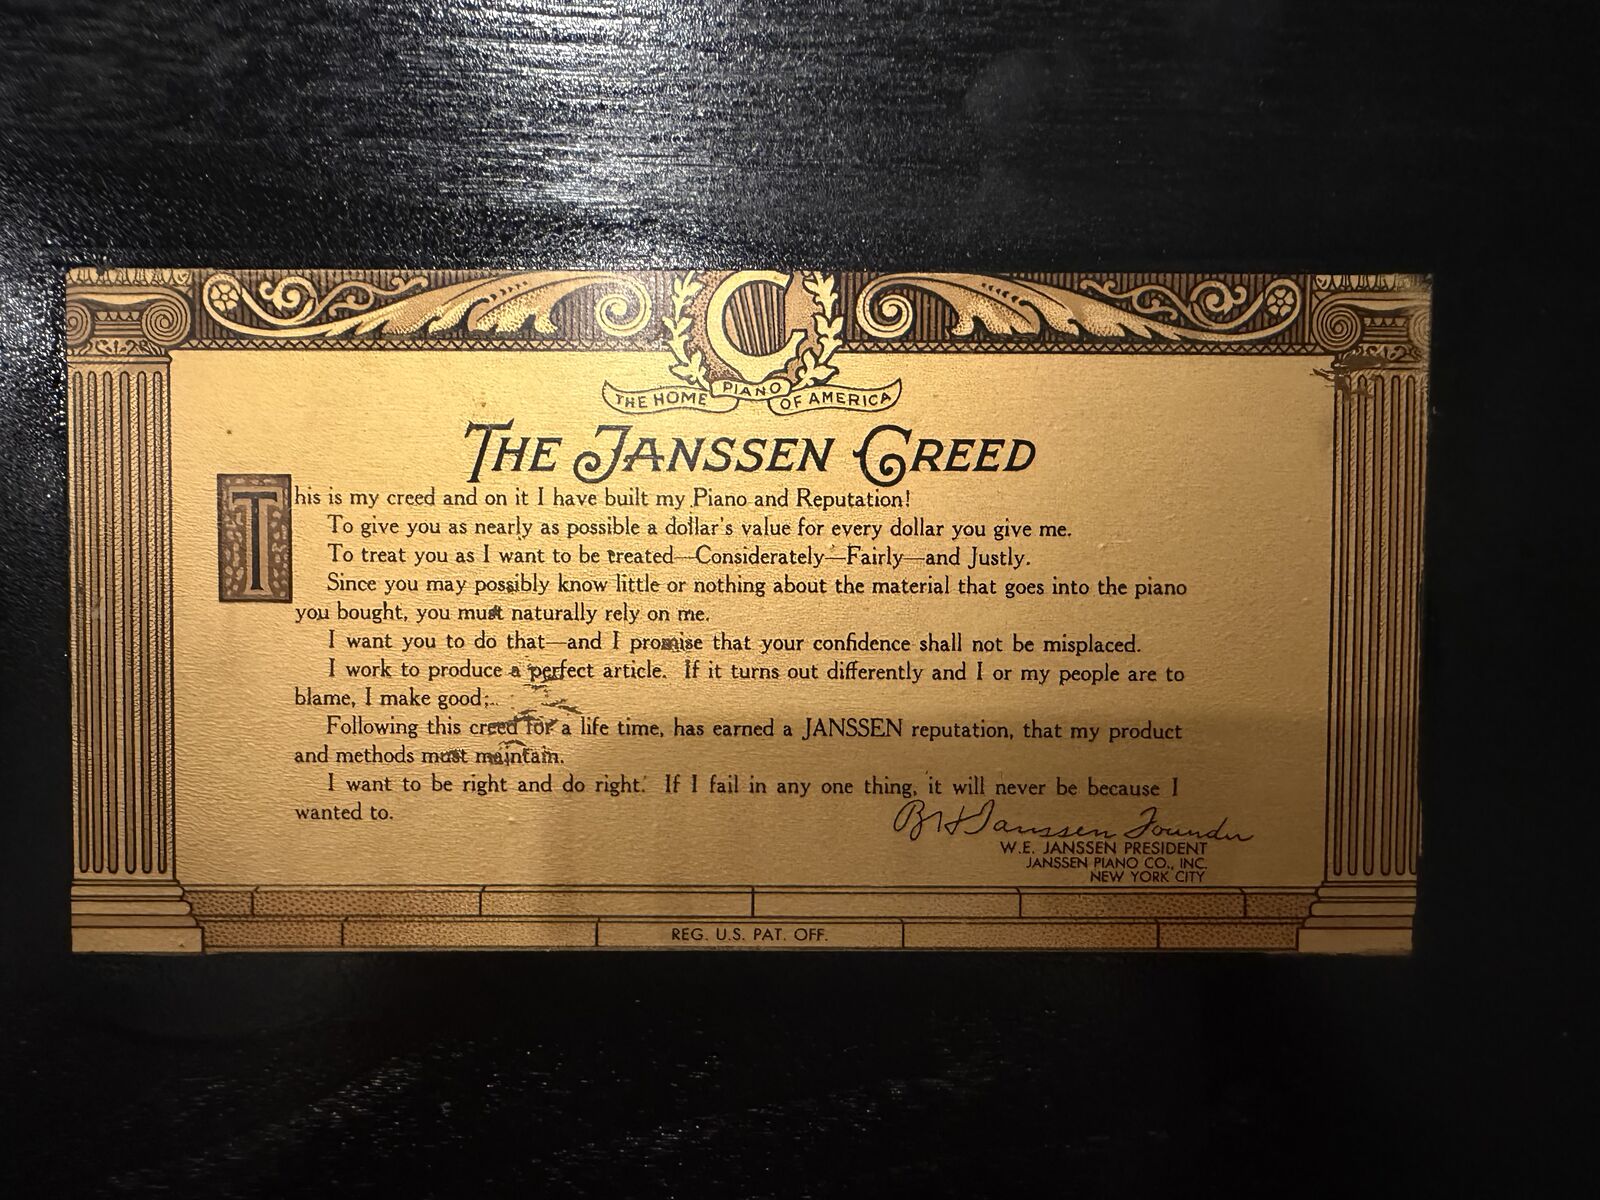 THE HOME PIANO OF AMERICA
THE JANSSEN CREED
This is my creed and on it I have built my Piano and Reputation!
To give you as nearly as possible a dollar's value for every dollar you give me.
To treat you as I want to be treated—Considerately—Fairly—and Justly.
Since you may possibly know little or nothing about the material that goes into the piano
you bought, you must naturally rely on me.
I want you to do that—and I promise that your confidence shall not be misplaced.
I work to produce a perfect article. If it turns out differently and I or my people are to
blame, I make good;
Following this creed for a life time, has earned a JANSSEN reputation, that my product
and methods must maintain.
I want to be right and do right. If I fail in any one thing, it will never be because I
wanted to.
BH Janssen Founder
W.E. JANSSEN PRESIDENT
JANSSEN PIANO CO., INC.
NEW YORK CITY
REG. U.S. PAT. OFF.